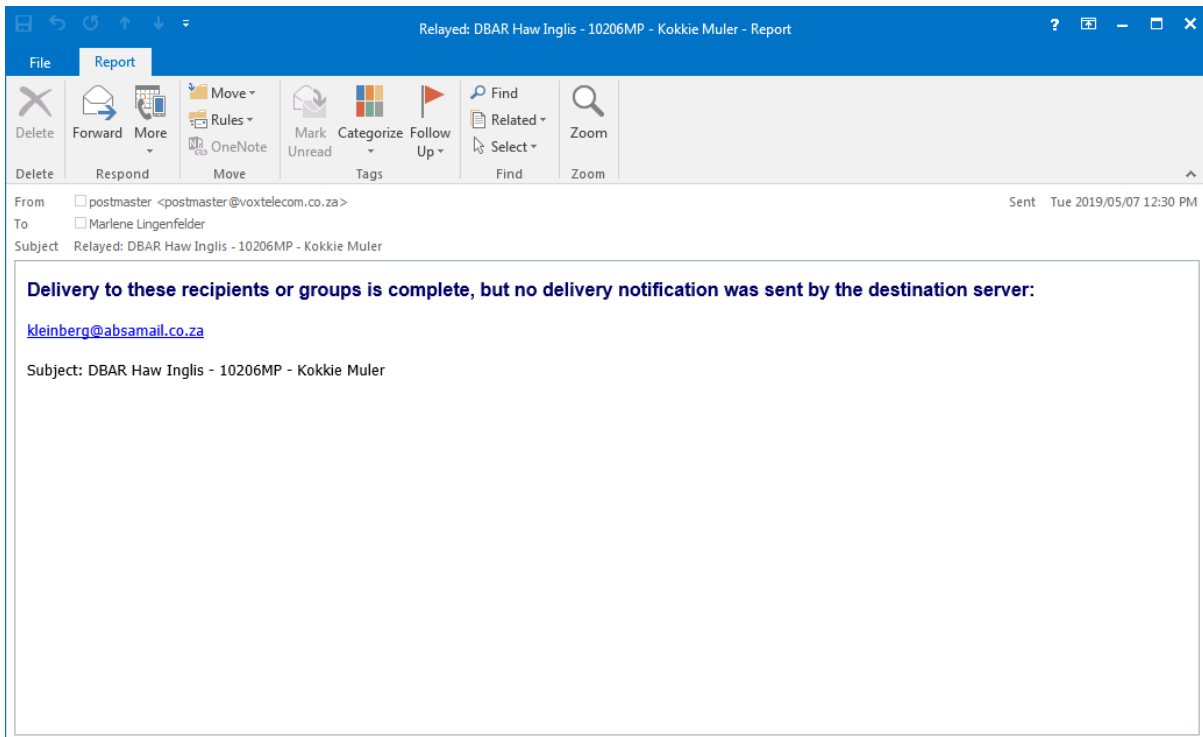 Relayed: DBAR Haw Inglis - 10206MP - Kokkie Muler - Report
?
File Report
Delete Forward More Move Rules OneNote Mark Unread Categorize Follow Up Find Related Select Zoom
Delete Respond Move Tags Find Zoom
From postmaster <postmaster@voxtelecom.co.za> Sent Tue 2019/05/07 12:30 PM
To Marlene Lingenfelder
Subject Relayed: DBAR Haw Inglis - 10206MP - Kokkie Muler
Delivery to these recipients or groups is complete, but no delivery notification was sent by the destination server:
kleinberg@absamail.co.za
Subject: DBAR Haw Inglis - 10206MP - Kokkie Muler